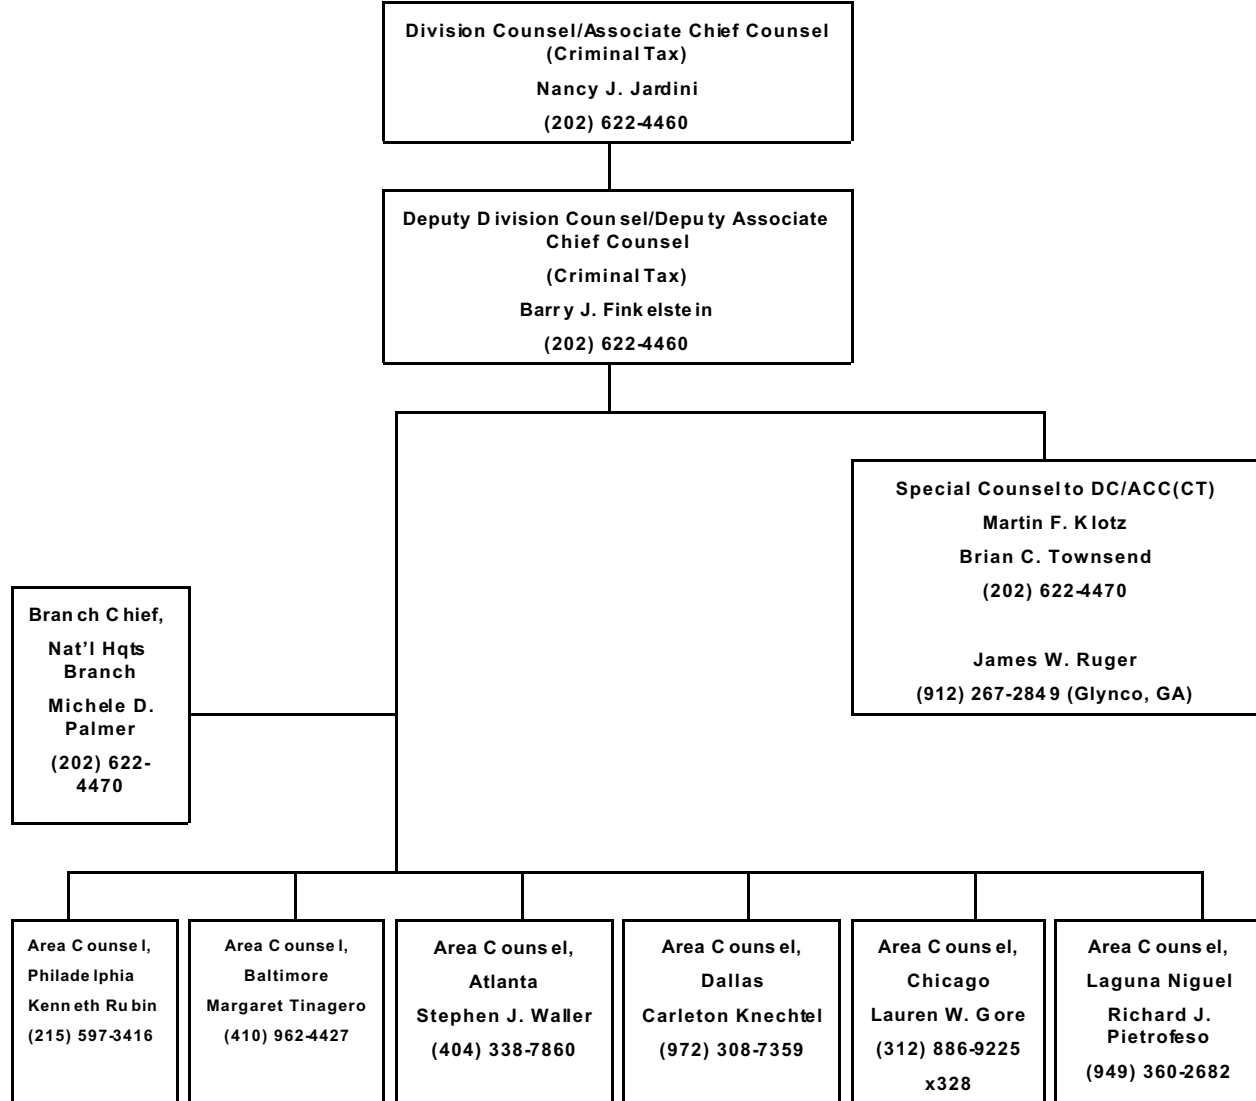 Division Counsel/Associate Chief Counsel
(Criminal Tax)
Nancy J. Jardini
(202) 622-4460
Deputy Division Counsel/Deputy Associate
Chief Counsel
(Criminal Tax)
Barry J. Finkelstein
(202) 622-4460
Special Counsel to DC/ACC(CT)
Martin F. Klotz
Brian C. Townsend
(202) 622-4470
James W. Ruger
(912) 267-2849 (Glynco, GA)
Branch Chief,
Nat’l Hqts
Branch
Michele D.
Palmer
(202) 622-
4470
Area Counsel,
Philadelphia
Kenneth Rubin
(215) 597-3416
Area Counsel,
Baltimore
Margaret Tinagero
(410) 962-4427
Area Counsel,
Atlanta
Stephen J. Waller
(404) 338-7860
Area Counsel,
Dallas
Carleton Knechtel
(972) 308-7359
Area Counsel,
Chicago
Lauren W. Gore
(312) 886-9225
x328
Area Counsel,
Laguna Niguel
Richard J.
Pietrofeso
(949) 360-2682